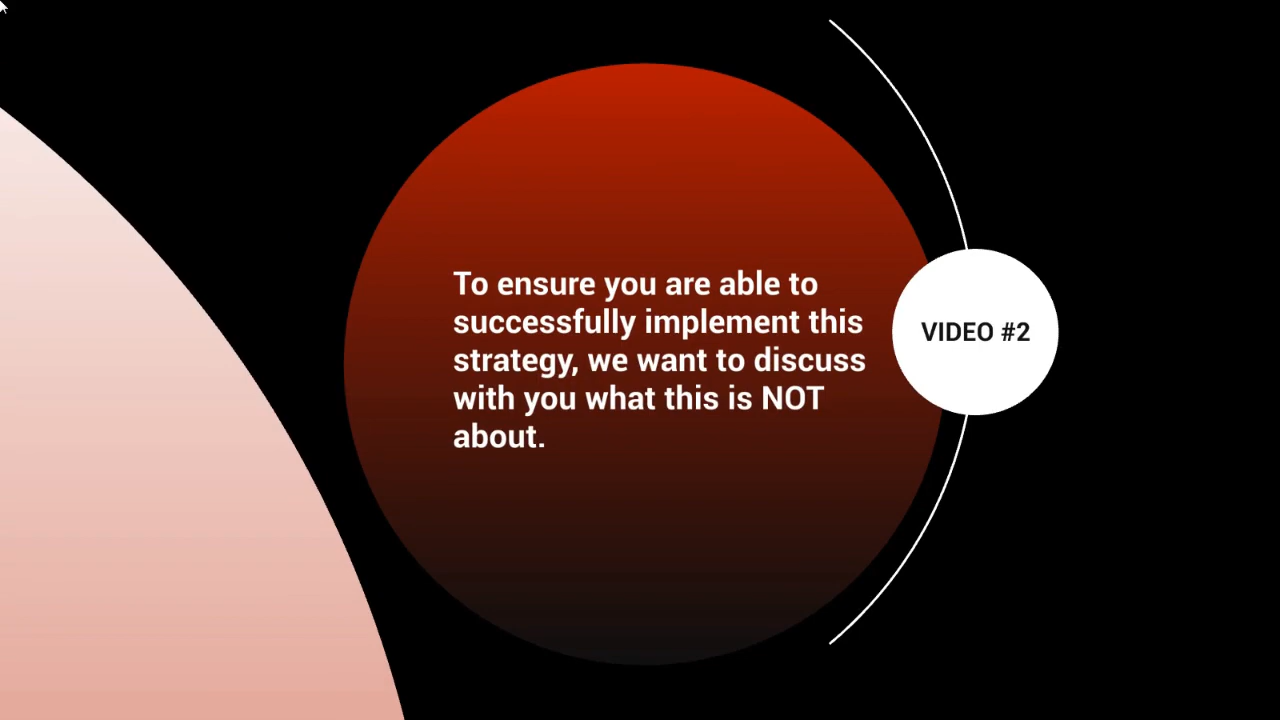 To ensure you are able to
successfully implement this
strategy, we want to discuss
with you what this is NOT
about.
VIDEO #2